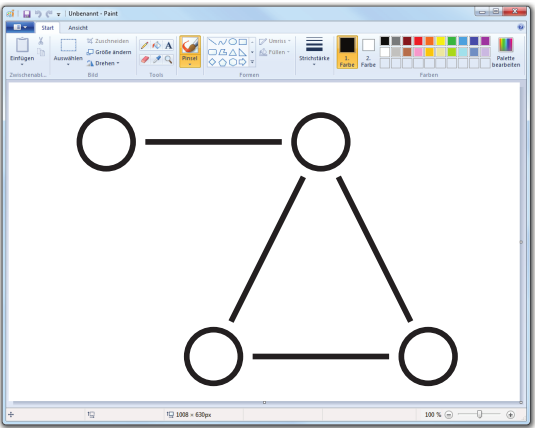 Unbenannt - Paint
Start Ansicht
Einfügen
Zwischenabl...
Auswählen
Zuschneiden
Größe ändern
Drehen
Bild
A
Tools
Pinsel
Umriss
Füllen
Formen
Strichstärke
1.
Farbe
2.
Farbe
Farben
Palette
bearbeiten
1008 × 630px
100 %